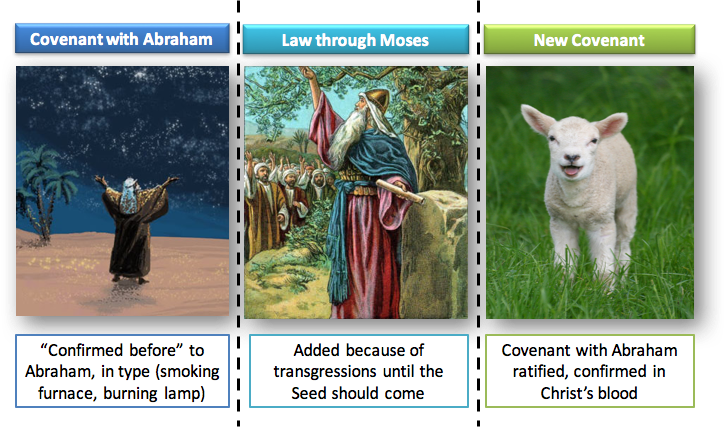 Covenant with Abraham
Law through Moses
New Covenant
“Confirmed before” to
Abraham, in type (smoking
furnace, burning lamp)
Added because of
transgressions until the
Seed should come
Covenant with Abraham
ratified, confirmed in
Christ’s blood